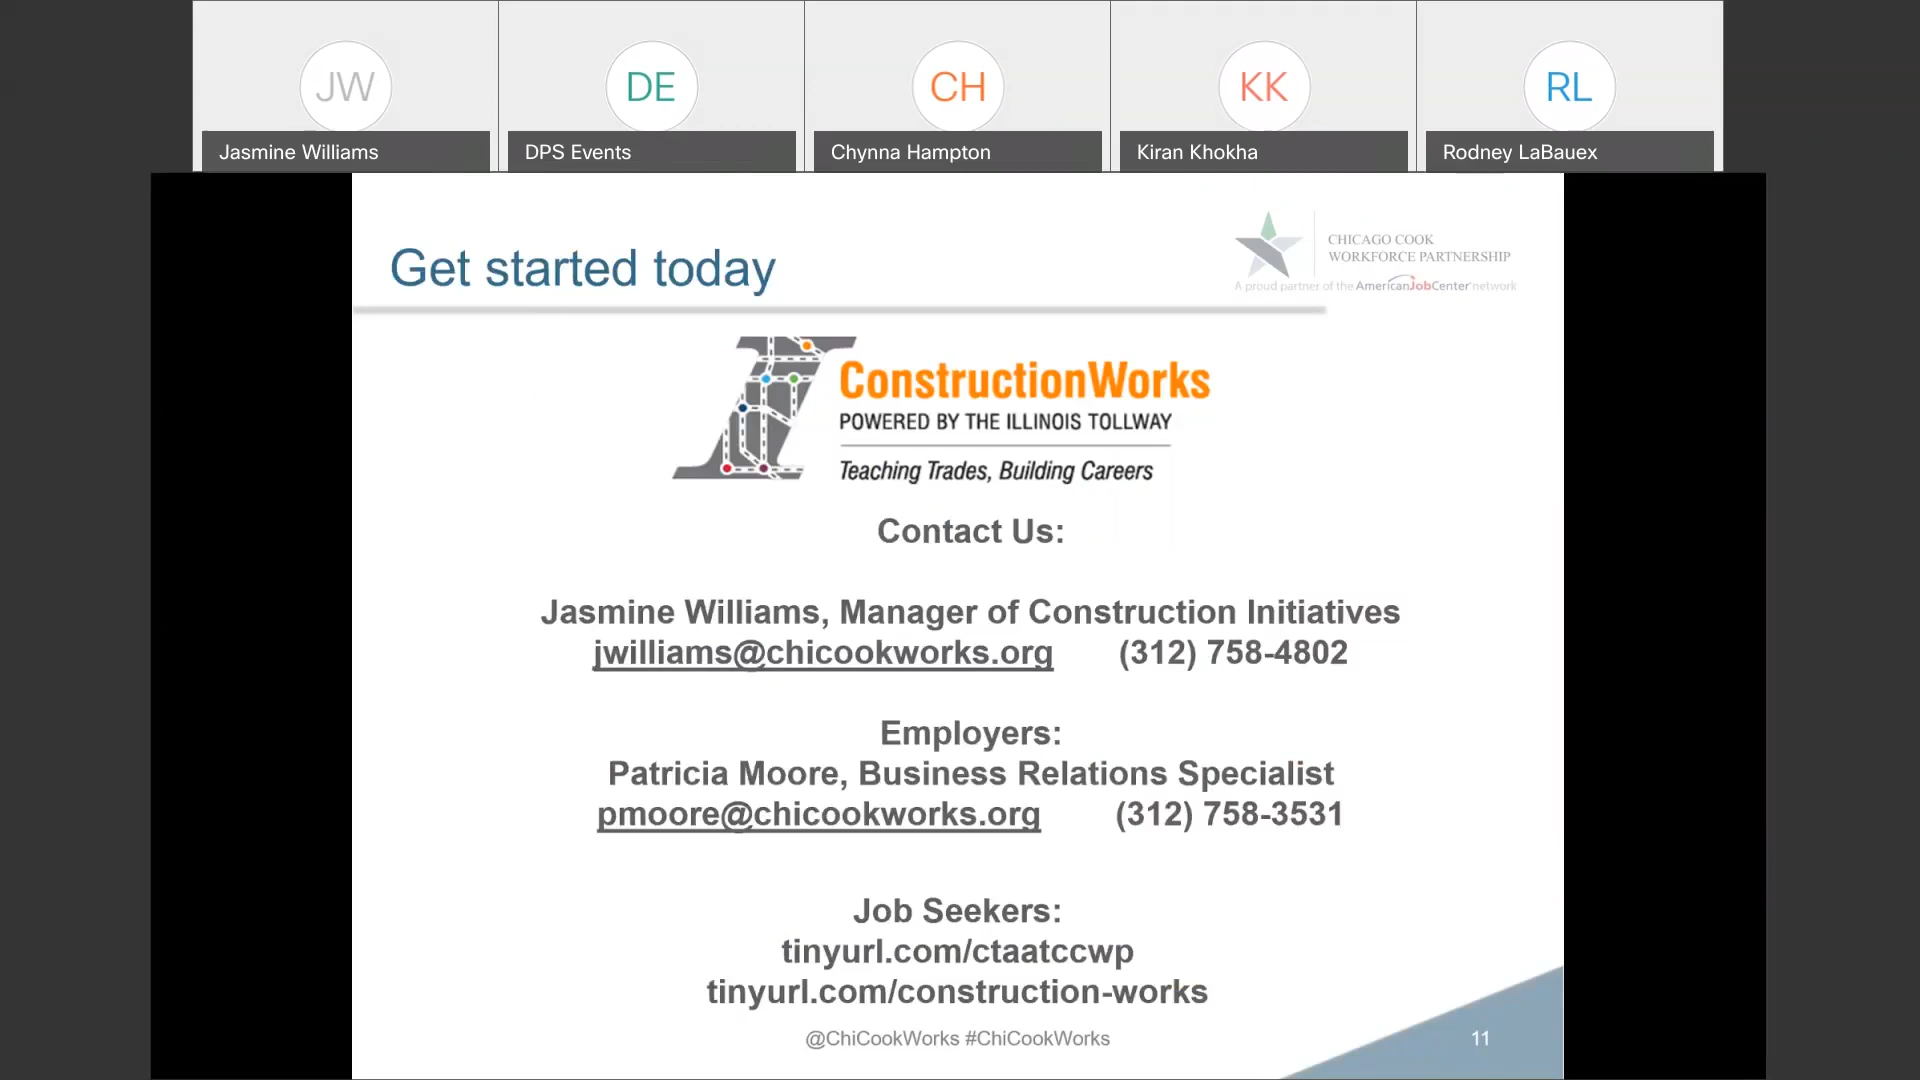 JW
DE
CH
KK
RL
Jasmine Williams
DPS Events
Chynna Hampton
Kiran Khokha
Rodney LaBauex
Get started today
CHICAGO COOK
WORKFORCE PARTNERSHIP
A proud partner of the AmericanJobCenter network
ConstructionWorks
POWERED BY THE ILLINOIS TOLLWAY
Teaching Trades, Building Careers
Contact Us:
Jasmine Williams, Manager of Construction Initiatives
jwilliams@chicookworks.org (312) 758-4802
Employers:
Patricia Moore, Business Relations Specialist
pmoore@chicookworks.org (312) 758-3531
Job Seekers:
tinyurl.com/ctaatccwp
tinyurl.com/construction-works
@ChiCookWorks #ChiCookWorks
11